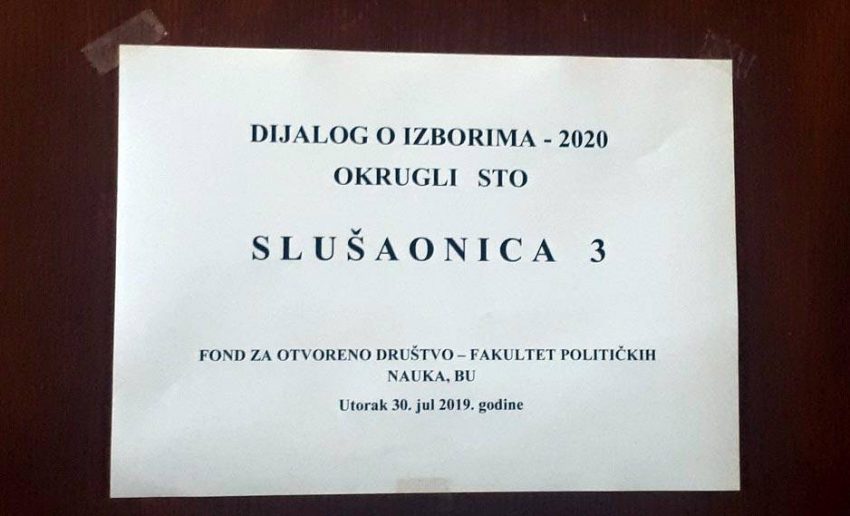 DIJALOG O IZBORIMA - 2020
OKRUGLI STO
SLUŠAONICA 3
FOND ZA OTVORENO DRUŠTVO – FAKULTET POLITIČKIH
NAUKA, BU
Utorak 30. jul 2019. godine